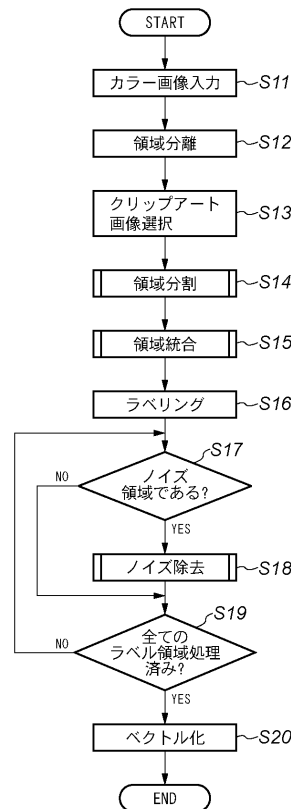 START
カラー画像入力 S11
領域分離 S12
クリップアート
画像選択 S13
領域分割 S14
領域統合 S15
ラベリング S16
S17
ノイズ
領域である?
NO
YES
ノイズ除去 S18
S19
全ての
ラベル領域処理
済み?
NO
YES
ベクトル化 S20
END